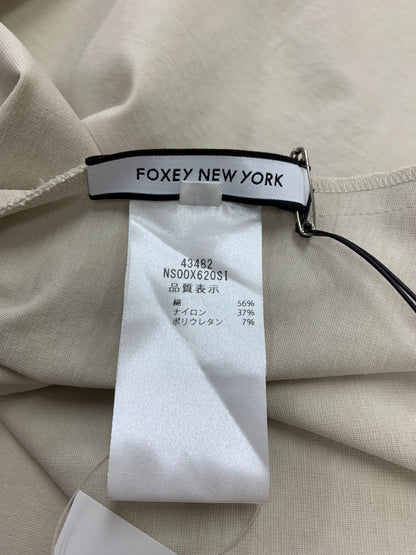 FOXEY NEW YORK
43482
NS00X620SI
品質表示
綿 56%
ナイロン 37%
ポリウレタン 7%